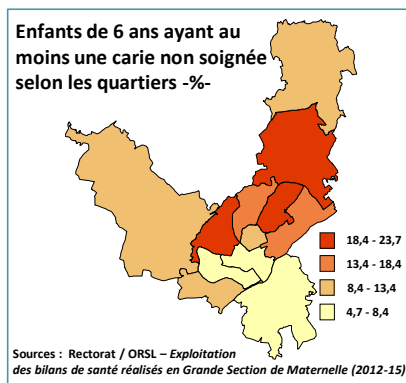 Enfants de 6 ans ayant au
moins une carie non soignée
selon les quartiers -%-
18,4 - 23,7
13,4 - 18,4
8,4 - 13,4
4,7 - 8,4
Sources : Rectorat / ORSL – Exploitation
des bilans de santé réalisés en Grande Section de Maternelle (2012-15)